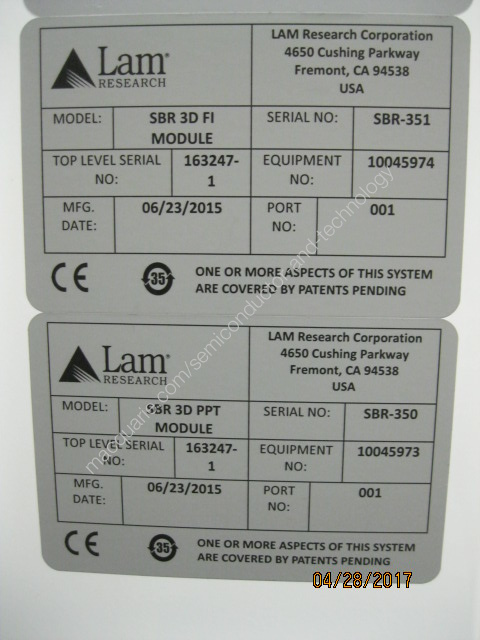 Lam®
RESEARCH
LAM Research Corporation
4650 Cushing Parkway
Fremont, CA 94538
USA
MODEL:
SBR 3D FI
MODULE
SERIAL NO:
SBR-351
TOP LEVEL SERIAL
NO:
163247-
1
EQUIPMENT
NO:
10045974
MFG.
DATE:
06/23/2015
PORT
NO:
001
CE
35
ONE OR MORE ASPECTS OF THIS SYSTEM
ARE COVERED BY PATENTS PENDING
Lam®
RESEARCH
LAM Research Corporation
4650 Cushing Parkway
Fremont, CA 94538
USA
MODEL:
SBR 3D PPT
MODULE
SERIAL NO:
SBR-350
TOP LEVEL SERIAL
NO:
163247-
1
EQUIPMENT
NO:
10045973
MFG.
DATE:
06/23/2015
PORT
NO:
001
CE
35
ONE OR MORE ASPECTS OF THIS SYSTEM
ARE COVERED BY PATENTS PENDING
04/28/2017
macquarie.com/semiconductor-and-technology